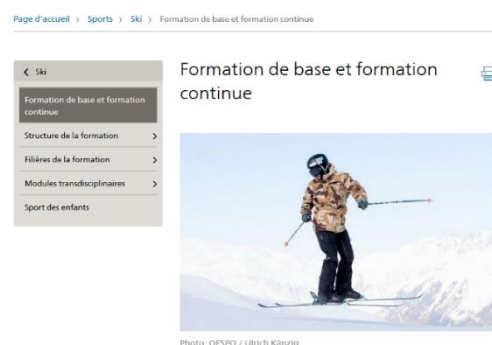 Page d'accueil > Sports > Ski > Formation de base et formation continue
< Ski
Formation de base et formation
continue
Structure de la formation >
Filières de la formation >
Modules transdisciplinaires >
Sport des enfants
Formation de base et formation
continue
Photo: OFSPO / Ulrich Känzig